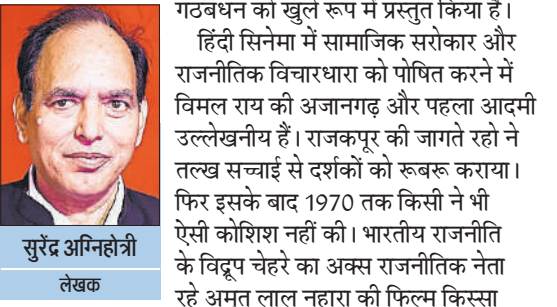 गठबंधन को खुले रूप में प्रस्तुत किया है।
हिंदी सिनेमा में सामाजिक सरोकार और
राजनीतिक विचारधारा को पोषित करने में
विमल राय की अजानगढ़ और पहला आदमी
उल्लेखनीय हैं। राजकपूर की जागते रहो ने
तल्ख सच्चाई से दर्शकों को रूबरू कराया।
फिर इसके बाद 1970 तक किसी ने भी
ऐसी कोशिश नहीं की। भारतीय राजनीति
के विद्रूप चेहरे का अक्स राजनीतिक नेता
रहे अमृत लाल नहारा की फिल्म किस्सा
सुरेंद्र अग्निहोत्री
लेखक